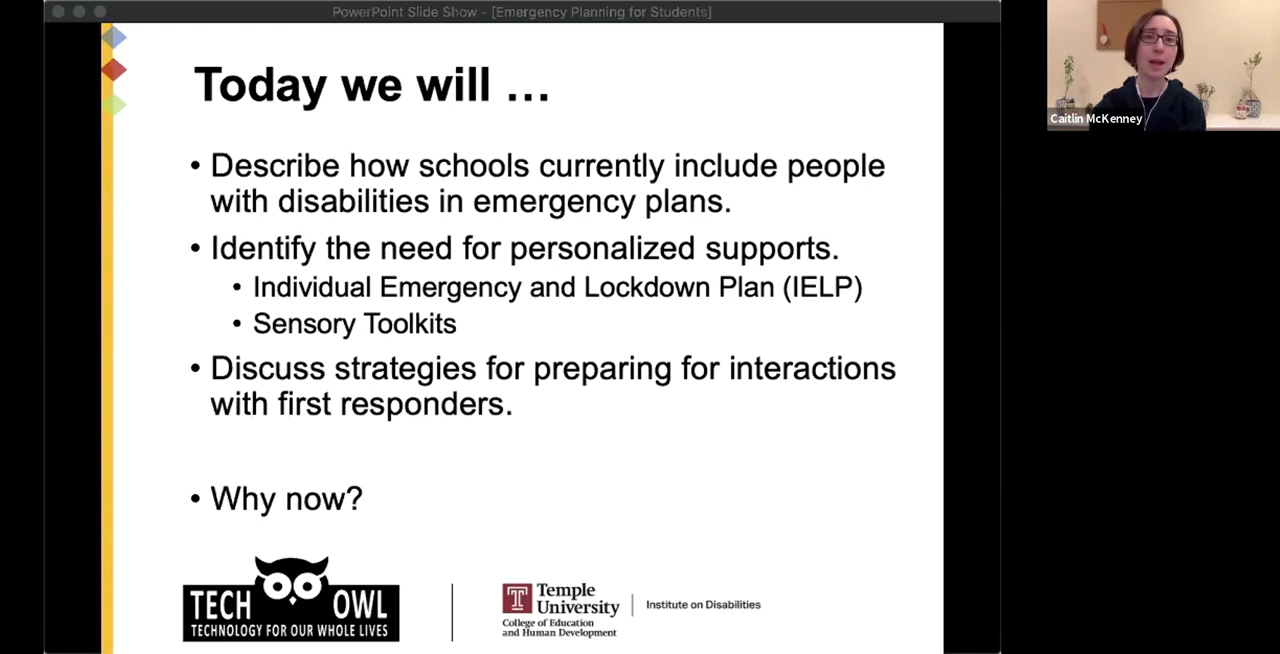 PowerPoint Slide Show - [Emergency Planning for Students]
Today we will ...
• Describe how schools currently include people
with disabilities in emergency plans.
• Identify the need for personalized supports.
• Individual Emergency and Lockdown Plan (IELP)
• Sensory Toolkits
• Discuss strategies for preparing for interactions
with first responders.
• Why now?
TECH OWL
TECHNOLOGY FOR OUR WHOLE LIVES
T
Temple
University
College of Education
and Human Development
Institute on Disabilities
Caitlin McKenney